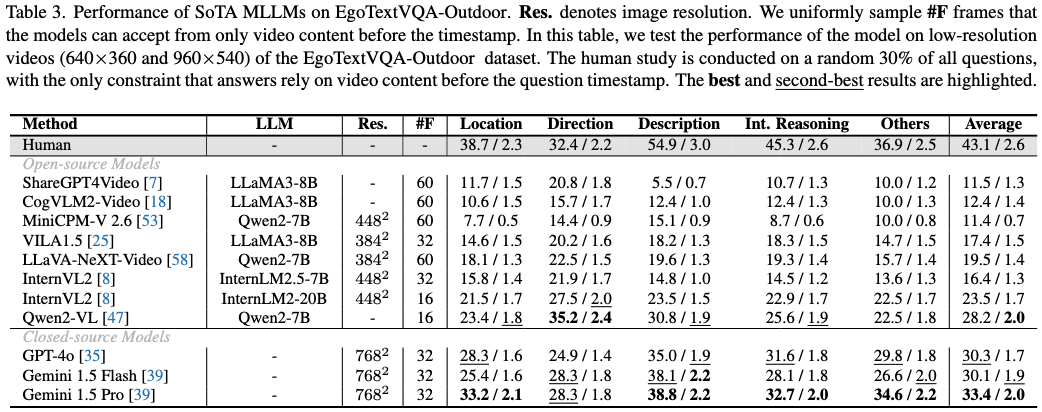 Table 3. Performance of SoTA MLLMs on EgoTextVQA-Outdoor. Res. denotes image resolution. We uniformly sample #F frames that
the models can accept from only video content before the timestamp. In this table, we test the performance of the model on low-resolution
videos (640×360 and 960×540) of the EgoTextVQA-Outdoor dataset. The human study is conducted on a random 30% of all questions,
with the only constraint that answers rely on video content before the question timestamp. The best and second-best results are highlighted.
Method LLM Res. #F Location Direction Description Int. Reasoning Others Average
Human - - - 38.7 / 2.3 32.4 / 2.2 54.9 / 3.0 45.3 / 2.6 36.9 / 2.5 43.1 / 2.6
Open-source Models
ShareGPT4Video [7] LLaMA3-8B - 60 11.7 / 1.5 20.8 / 1.8 5.5 / 0.7 10.7 / 1.3 10.0 / 1.2 11.5 / 1.3
CogVLM2-Video [18] LLaMA3-8B - 60 10.6 / 1.5 15.7 / 1.7 12.4 / 1.0 12.4 / 1.3 10.0 / 1.3 12.4 / 1.4
MiniCPM-V 2.6 [53] Qwen2-7B 448² 60 7.7 / 0.5 14.4 / 0.9 15.1 / 0.9 8.7 / 0.6 10.0 / 0.8 11.4 / 0.7
VILA1.5 [25] LLaMA3-8B 384² 32 14.6 / 1.5 20.2 / 1.6 18.2 / 1.3 18.3 / 1.5 14.7 / 1.5 17.4 / 1.5
LLaVA-NeXT-Video [58] Qwen2-7B 384² 60 18.1 / 1.3 22.5 / 1.5 19.6 / 1.3 19.3 / 1.4 15.7 / 1.4 19.5 / 1.4
InternVL2 [8] InternLM2.5-7B 448² 32 15.8 / 1.4 21.9 / 1.7 14.8 / 1.0 14.5 / 1.2 13.6 / 1.3 16.4 / 1.3
InternVL2 [8] InternLM2-20B 448² 16 21.5 / 1.7 27.5 / 2.0 23.5 / 1.5 22.9 / 1.7 22.5 / 1.7 23.5 / 1.7
Qwen2-VL [47] Qwen2-7B - 16 23.4 / 1.8 35.2 / 2.4 30.8 / 1.9 25.6 / 1.9 22.5 / 1.8 28.2 / 2.0
Closed-source Models
GPT-4o [35] - 768² 32 28.3 / 1.6 24.9 / 1.4 35.0 / 1.9 31.6 / 1.8 29.8 / 1.8 30.3 / 1.7
Gemini 1.5 Flash [39] - 768² 32 25.4 / 1.6 28.3 / 1.8 38.1 / 2.2 28.1 / 1.8 26.6 / 2.0 30.1 / 1.9
Gemini 1.5 Pro [39] - 768² 32 33.2 / 2.1 28.3 / 1.8 38.8 / 2.2 32.7 / 2.0 34.6 / 2.2 33.4 / 2.0